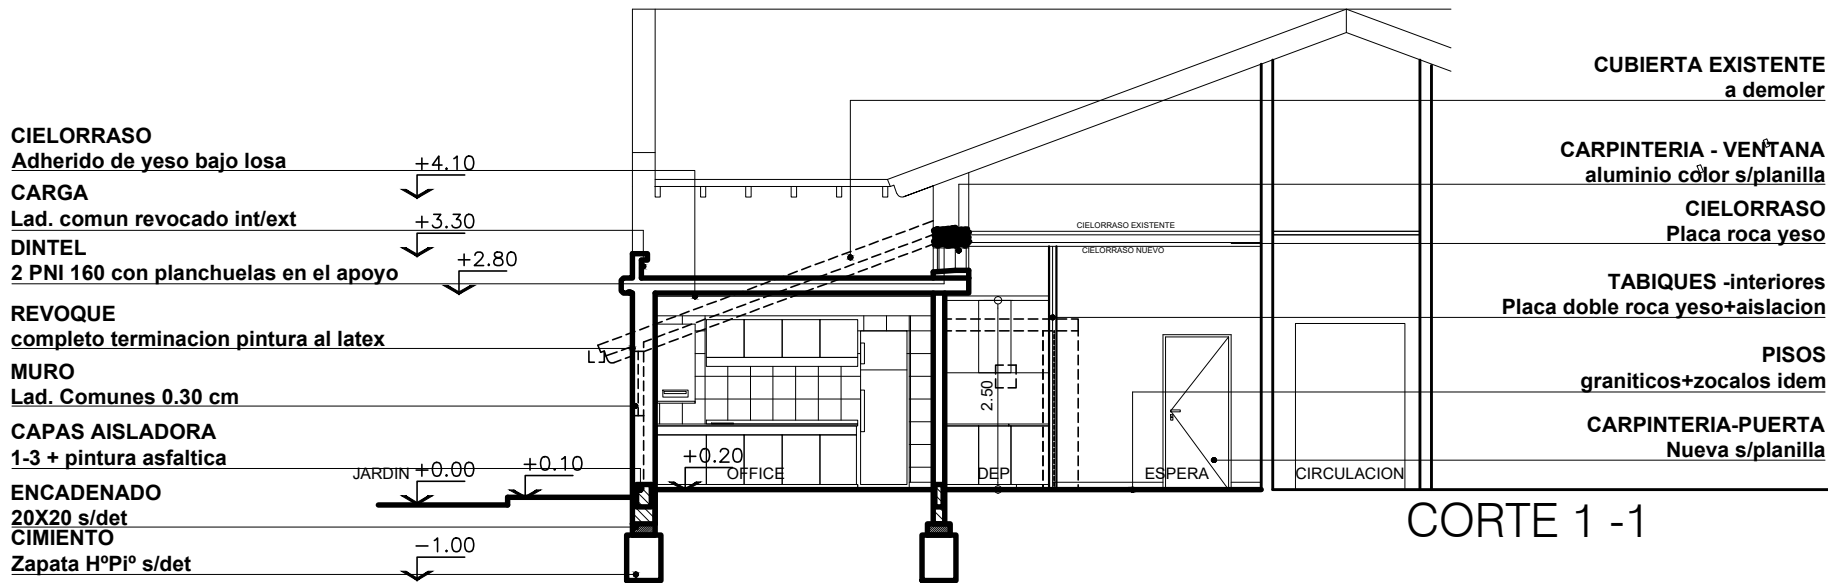 CIELORRASO
Adherido de yeso bajo losa
CARGA
Lad. comun revocado int/ext
DINTEL
2 PNI 160 con planchuelas en el apoyo
REVOQUE
completo terminacion pintura al latex
MURO
Lad. Comunes 0.30 cm
CAPAS AISLADORA
1-3 + pintura asfaltica
ENCADENADO
20X20 s/det
CIMIENTO
Zapata HºPiº s/det
+4.10
+3.30
+2.80
JARDIN +0.00
+0.10
-1.00
+0.20
OFFICE
DEP
2.50
ESPERA
CIRCULACION
CIELORRASO EXISTENTE
CIELORRASO NUEVO
CUBIERTA EXISTENTE
a demoler
CARPINTERIA - VENTANA
aluminio color s/planilla
CIELORRASO
Placa roca yeso
TABIQUES -interiores
Placa doble roca yeso+aislacion
PISOS
graniticos+zocalos idem
CARPINTERIA-PUERTA
Nueva s/planilla
CORTE 1 -1